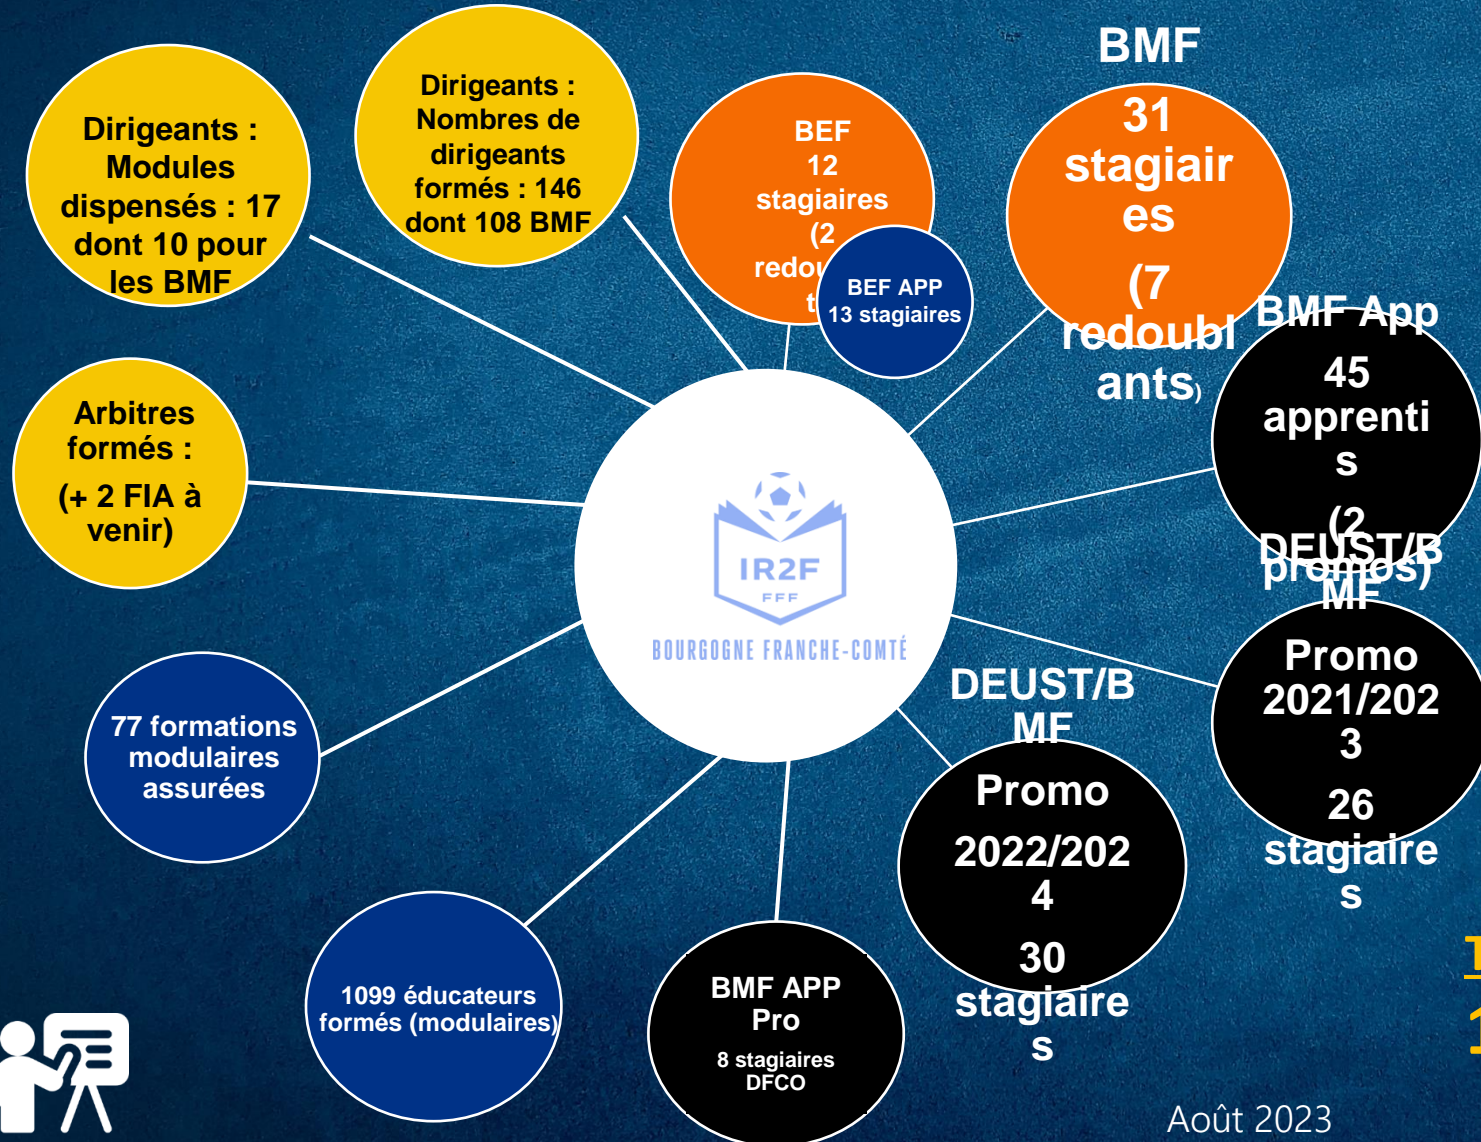 Dirigeants :
Modules
dispensés : 17
dont 10 pour
les BMF
Dirigeants :
Nombres de
dirigeants
formés : 146
dont 108 BMF
BEF
12
stagiaires
(2
BEF APP
13 stagiaires
BMF
31
stagiair
es
(7
redoubl
ants)
BMF App
45
apprenti
s
(2
promos)
DEUST/B
MF
Promo
2021/202
3
26
stagiaire
s
DEUST/B
MF
Promo
2022/202
4
30
stagiaire
s
BMF APP
Pro
8 stagiaires
DFCO
1099 éducateurs
formés (modulaires)
77 formations
modulaires
assurées
Arbitres
formés :
(+ 2 FIA à
venir)
IR2F
FFF
BOURGOGNE FRANCHE-COMTÉ
Août 2023